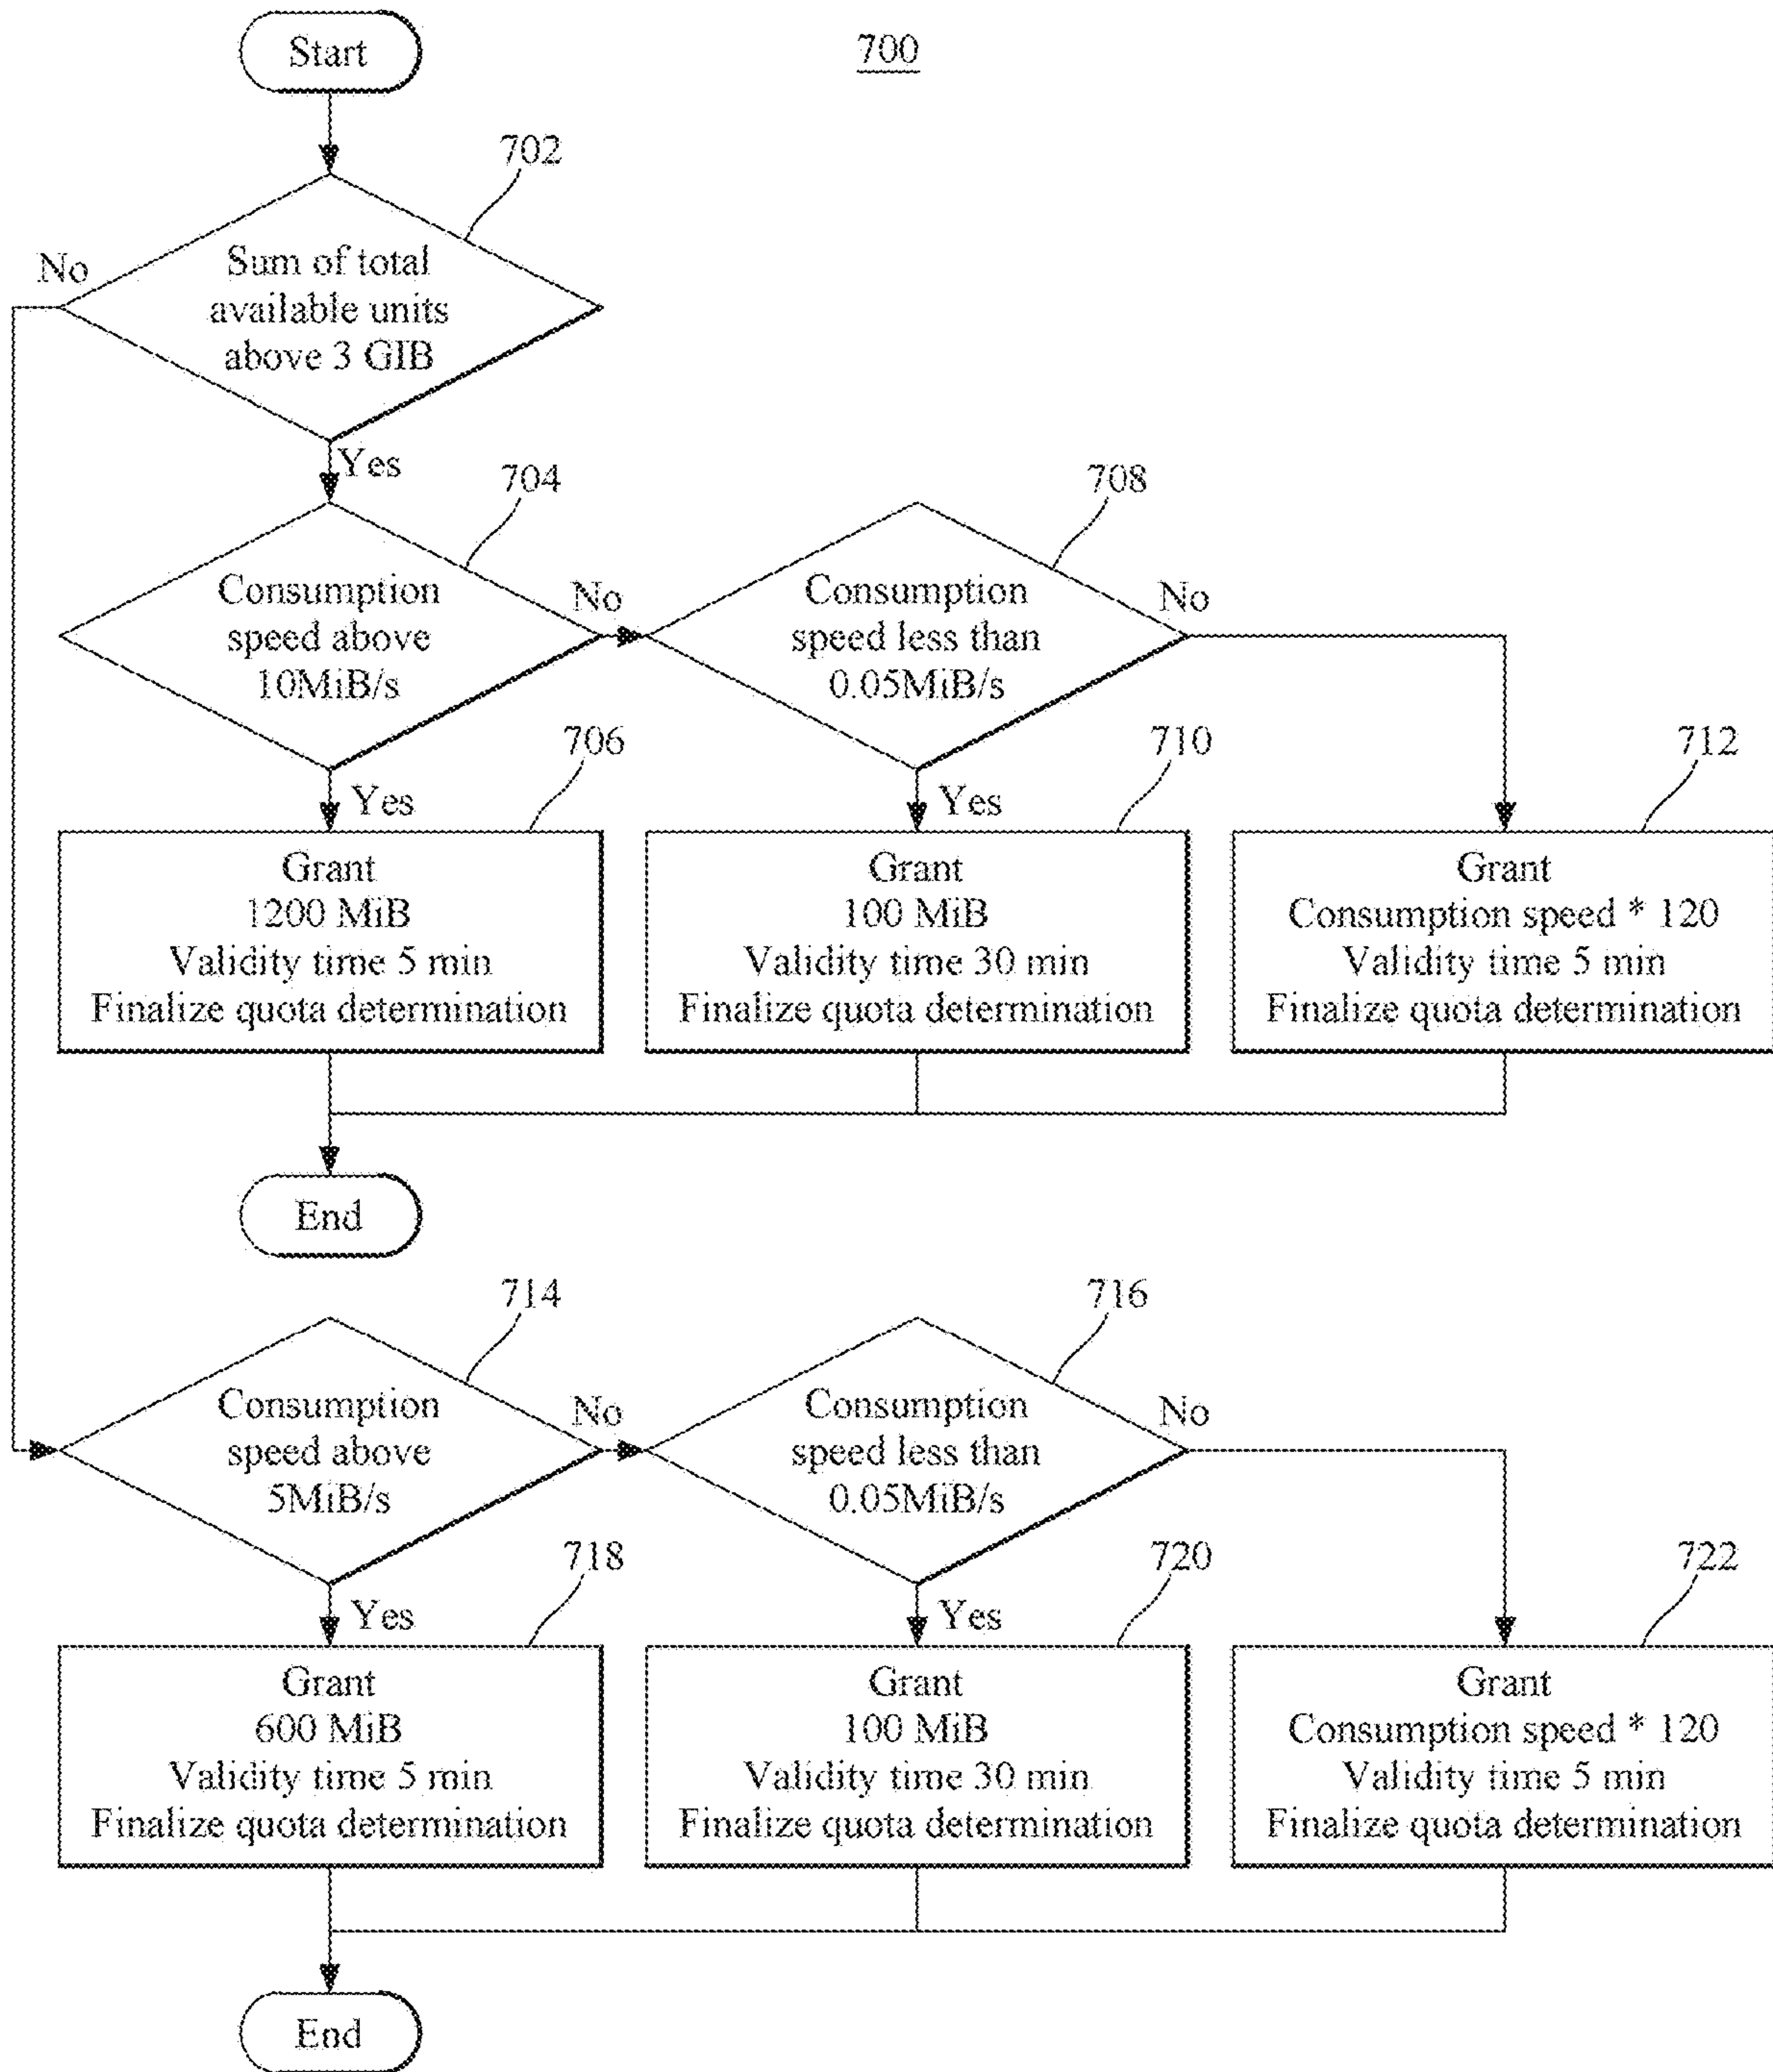 Start
700
702
No
Sum of total
available units
above 3 GIB
Yes
704
708
Consumption
speed above
10MiB/s
No
Consumption
speed less than
0.05MiB/s
No
706
710
712
Yes
Yes
Grant
1200 MiB
Validity time 5 min
Finalize quota determination
Grant
100 MiB
Validity time 30 min
Finalize quota determination
Grant
Consumption speed * 120
Validity time 5 min
Finalize quota determination
End
714
716
Consumption
speed above
5MiB/s
No
Consumption
speed less than
0.05MiB/s
No
718
720
722
Yes
Yes
Grant
600 MiB
Validity time 5 min
Finalize quota determination
Grant
100 MiB
Validity time 30 min
Finalize quota determination
Grant
Consumption speed * 120
Validity time 5 min
Finalize quota determination
End